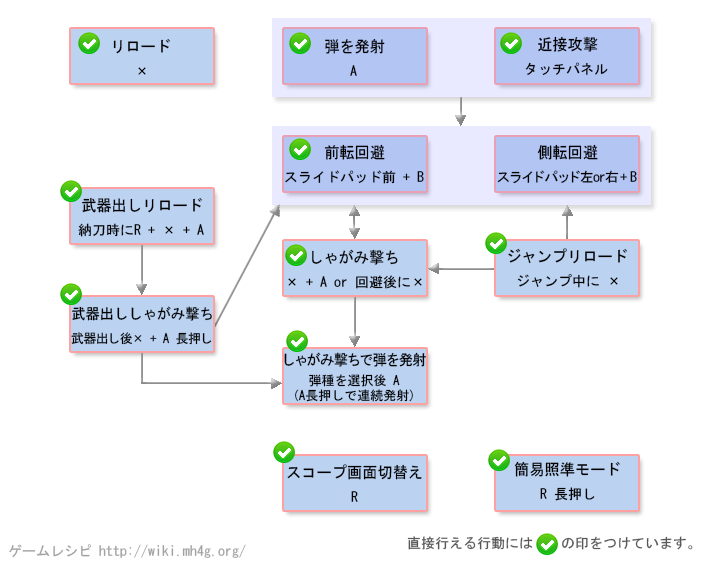 リロード
×
弾を発射
A
近接攻撃
タッチパネル
前転回避
スライドパッド前 + B
側転回避
スライドパッド左or右+B
武器出しリロード
納刀時にR + × + A
しゃがみ撃ち
× + A or 回避後に×
ジャンプリロード
ジャンプ中に ×
武器出ししゃがみ撃ち
武器出し後× + A 長押し
しゃがみ撃ちで弾を発射
弾種を選択後 A
(A長押しで連続発射)
スコープ画面切替え
R
簡易照準モード
R 長押し
直接行える行動には の印をつけています。
ゲームレシピ http://wiki.mh4g.org/